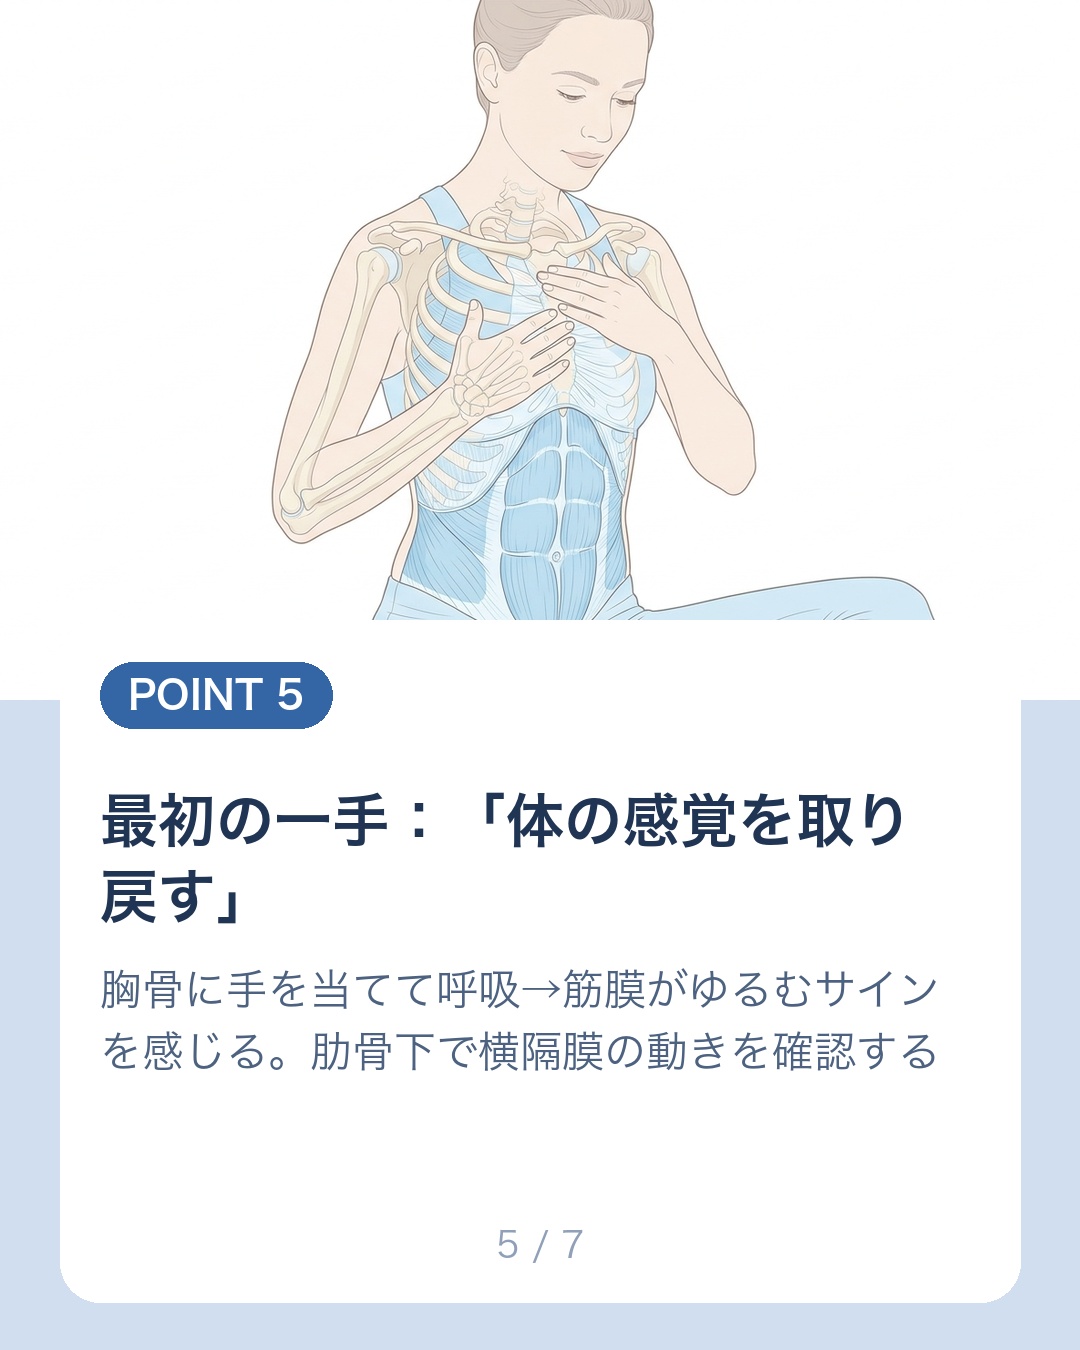 POINT 5
最初の一手：「体の感覚を取り
戻す」
胸骨に手を当てて呼吸→筋膜がゆるむサイン
を感じる。肋骨下で横隔膜の動きを確認する
5 / 7